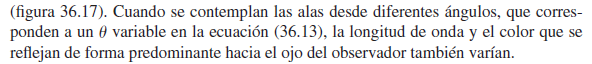 (figura 36.17). Cuando se contemplan las alas desde diferentes ángulos, que corres-
ponden a un θ variable en la ecuación (36.13), la longitud de onda y el color que se
reflejan de forma predominante hacia el ojo del observador también varían.